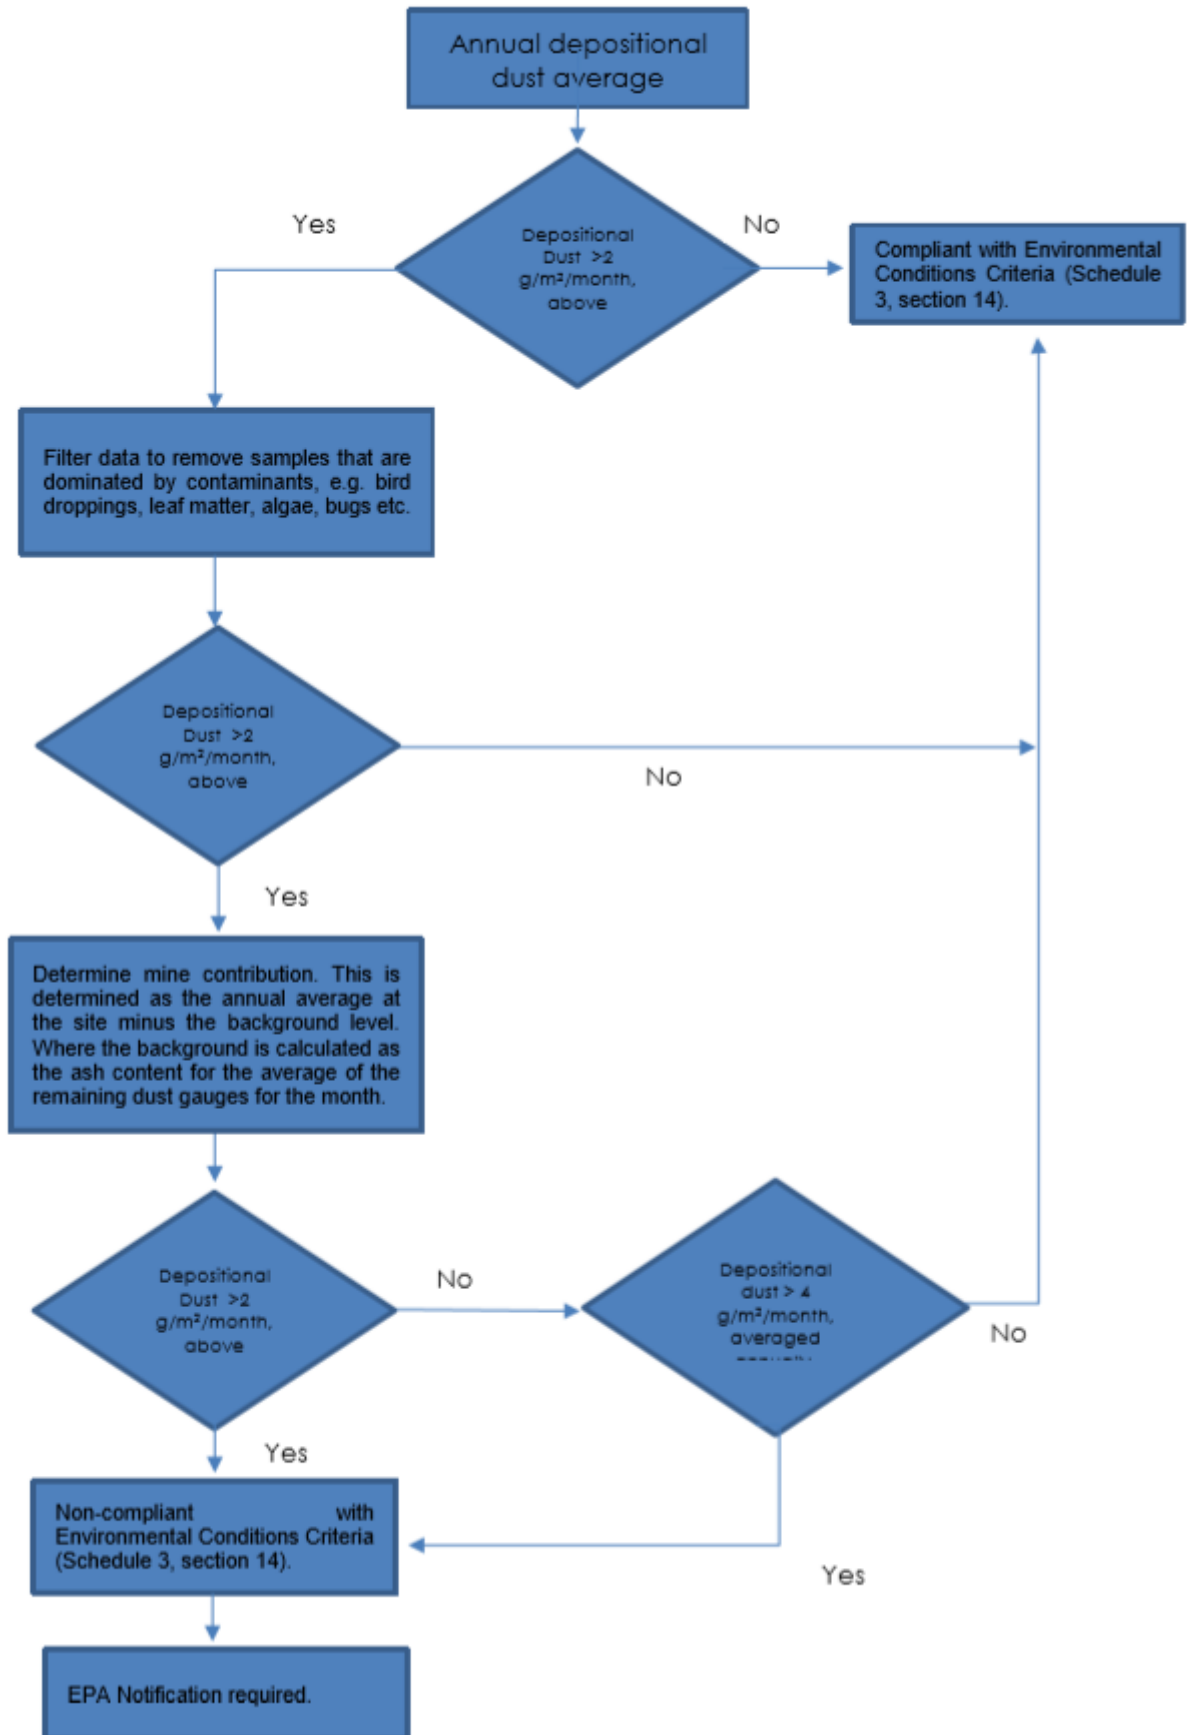 Annual depositional
dust average
Yes
No
Depositional
Dust >2
g/m²/month,
above
Compliant with Environmental
Conditions Criteria (Schedule
3, section 14).
Filter data to remove samples that are
dominated by contaminants, e.g. bird
droppings, leaf matter, algae, bugs etc.
Depositional
Dust >2
g/m²/month,
above
No
Yes
Determine mine contribution. This is
determined as the annual average at
the site minus the background level.
Where the background is calculated as
the ash content for the average of the
remaining dust gauges for the month.
Depositional
Dust >2
g/m²/month,
above
No
Depositional
dust > 4
g/m²/month,
averaged
No
Yes
Non-compliant with
Environmental Conditions Criteria
(Schedule 3, section 14).
Yes
EPA Notification required.